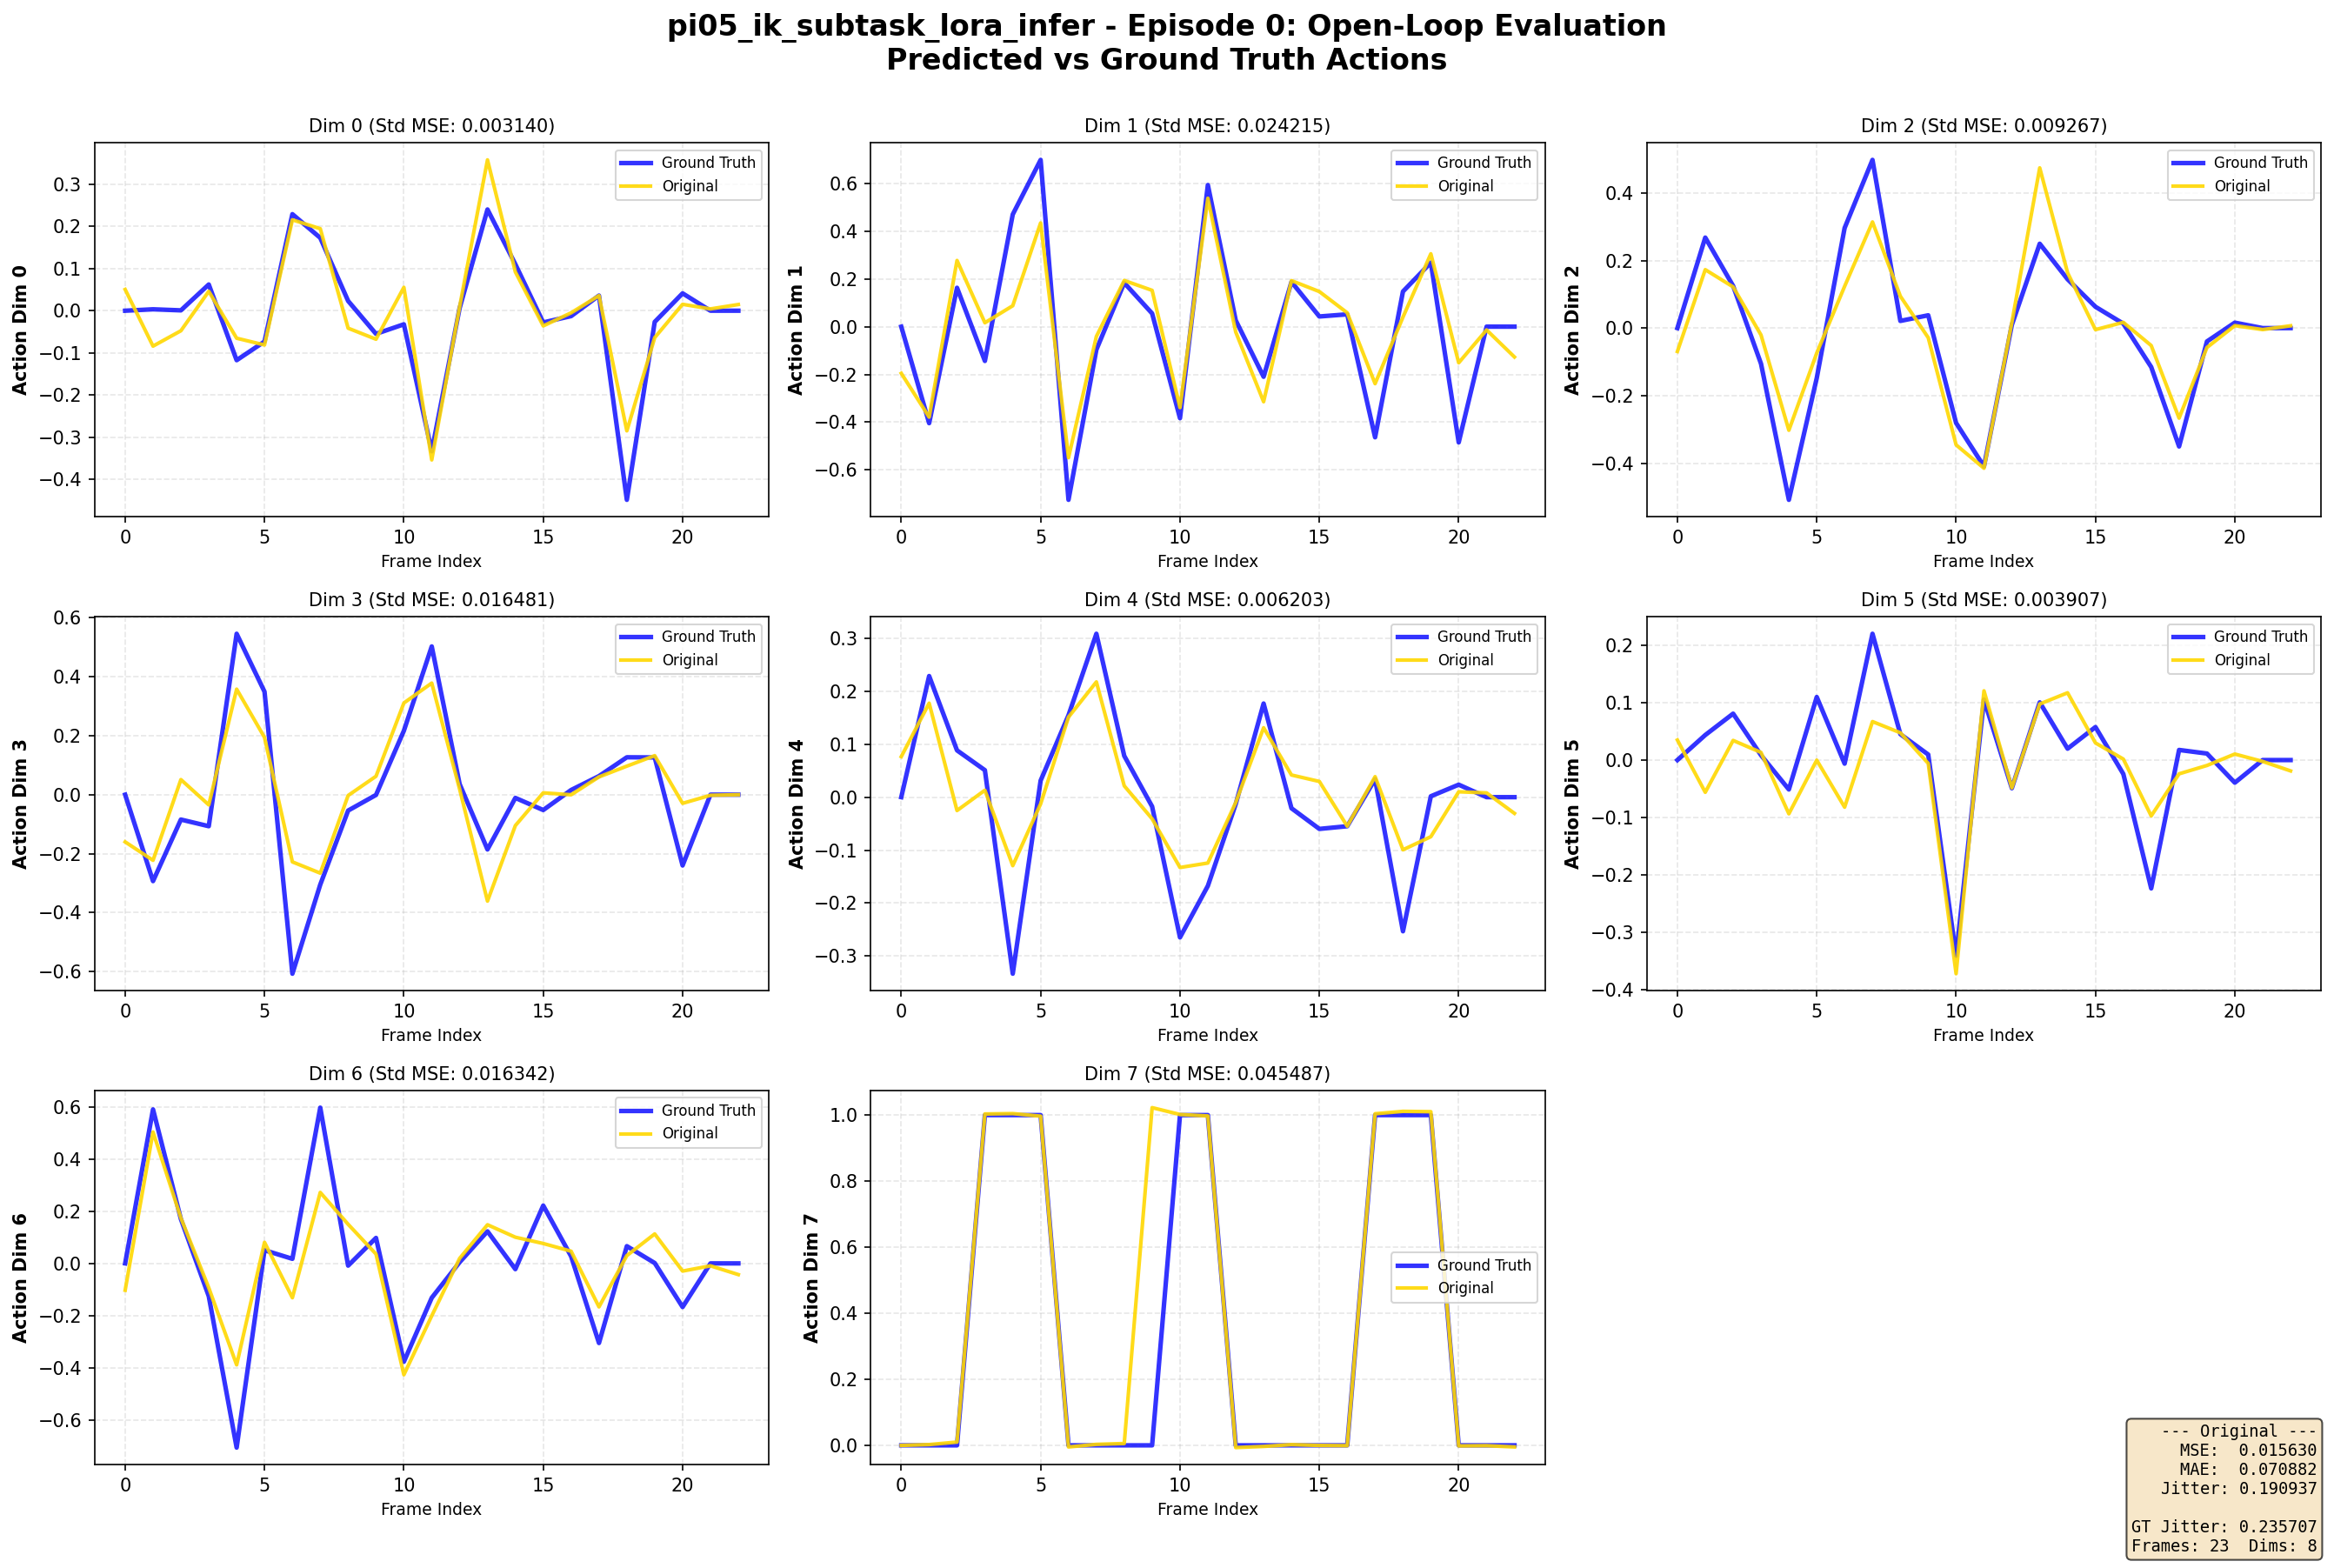 pi05_ik_subtask_lora_infer - Episode 0: Open-Loop Evaluation
Predicted vs Ground Truth Actions
Dim 0 (Std MSE: 0.003140)
Action Dim 0
0.3
0.2
0.1
0.0
−0.1
−0.2
−0.3
−0.4
0 5 10 15 20
Frame Index
Ground Truth
Original
Dim 1 (Std MSE: 0.024215)
Action Dim 1
0.6
0.4
0.2
0.0
−0.2
−0.4
−0.6
0 5 10 15 20
Frame Index
Ground Truth
Original
Dim 2 (Std MSE: 0.009267)
Action Dim 2
0.4
0.2
0.0
−0.2
−0.4
0 5 10 15 20
Frame Index
Ground Truth
Original
Dim 3 (Std MSE: 0.016481)
Action Dim 3
0.6
0.4
0.2
0.0
−0.2
−0.4
−0.6
0 5 10 15 20
Frame Index
Ground Truth
Original
Dim 4 (Std MSE: 0.006203)
Action Dim 4
0.3
0.2
0.1
0.0
−0.1
−0.2
−0.3
0 5 10 15 20
Frame Index
Ground Truth
Original
Dim 5 (Std MSE: 0.003907)
Action Dim 5
0.2
0.1
0.0
−0.1
−0.2
−0.3
−0.4
0 5 10 15 20
Frame Index
Ground Truth
Original
Dim 6 (Std MSE: 0.016342)
Action Dim 6
0.6
0.4
0.2
0.0
−0.2
−0.4
−0.6
0 5 10 15 20
Frame Index
Ground Truth
Original
Dim 7 (Std MSE: 0.045487)
Action Dim 7
1.0
0.8
0.6
0.4
0.2
0.0
0 5 10 15 20
Frame Index
Ground Truth
Original
--- Original ---
MSE: 0.015630
MAE: 0.070882
Jitter: 0.190937
GT Jitter: 0.235707
Frames: 23 Dims: 8